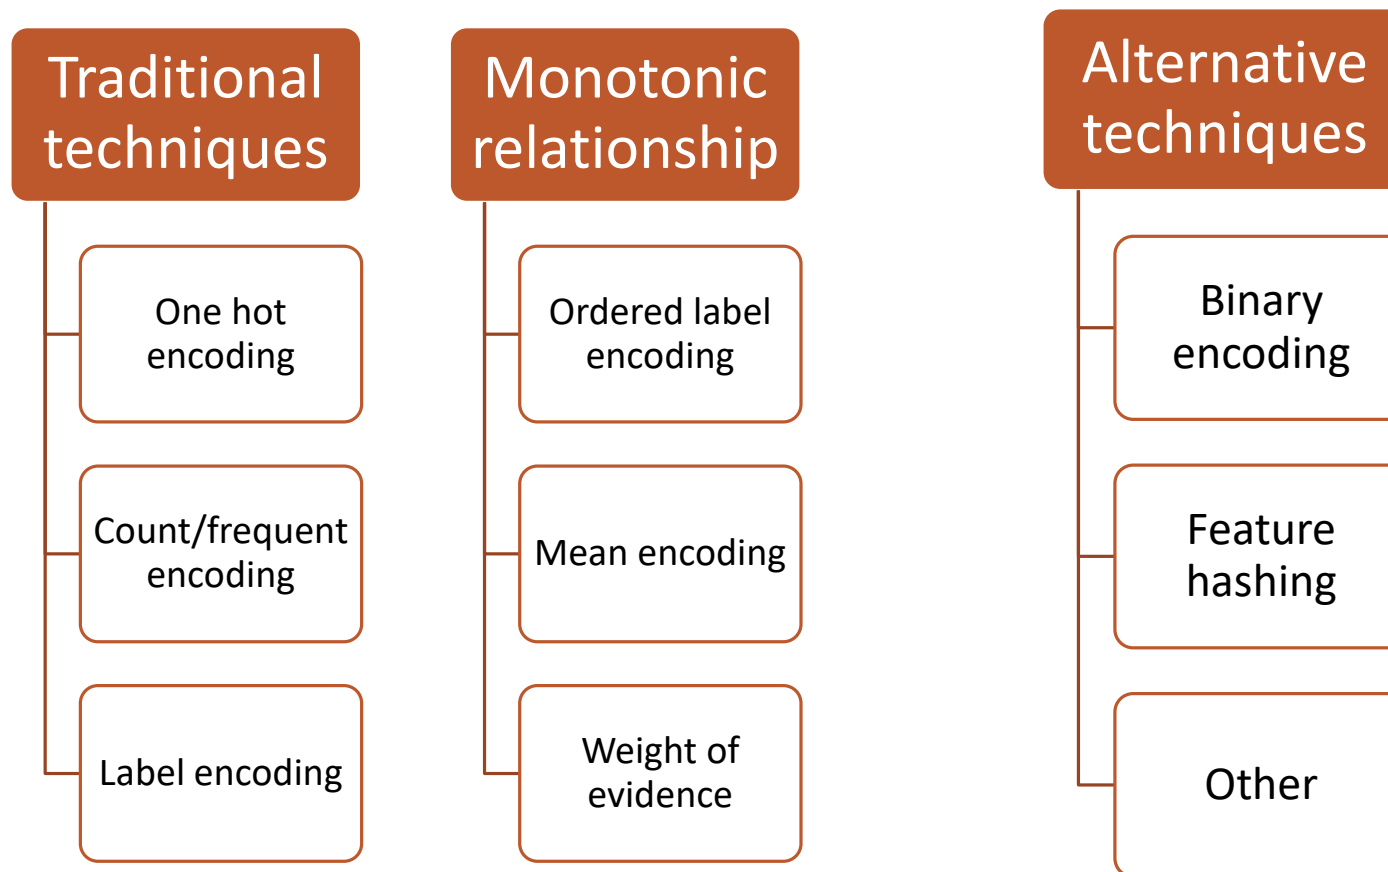 Traditional
techniques
One hot
encoding
Count/frequent
encoding
Label encoding
Monotonic
relationship
Ordered label
encoding
Mean encoding
Weight of
evidence
Alternative
techniques
Binary
encoding
Feature
hashing
Other